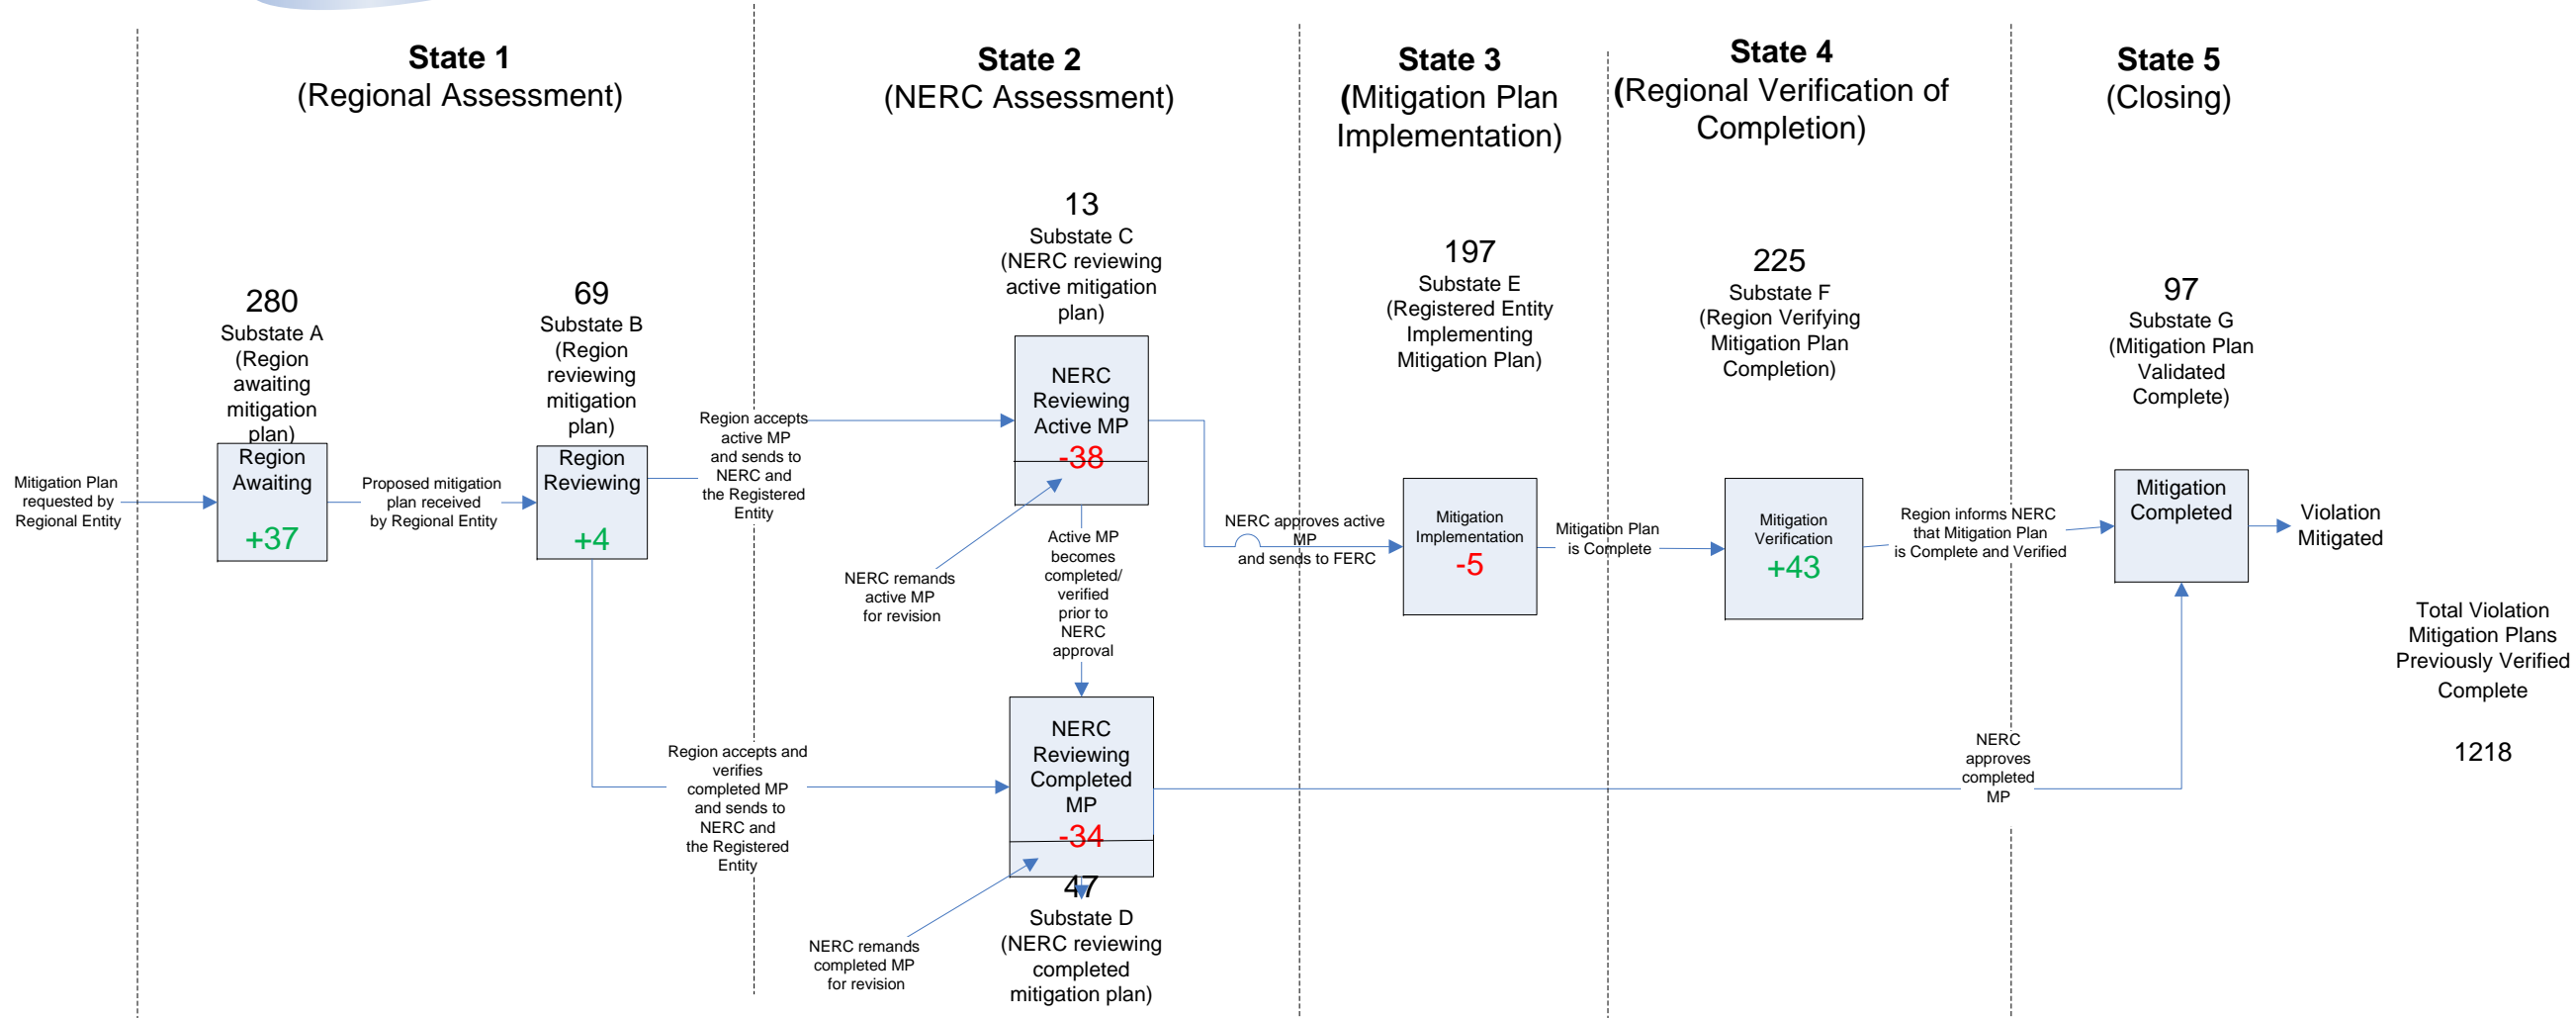 State 1
(Regional Assessment)
State 2
(NERC Assessment)
State 3
(Mitigation Plan
Implementation)
State 4
(Regional Verification of
Completion)
State 5
(Closing)
Mitigation Plan
requested by
Regional Entity
280
Substate A
(Region
awaiting
mitigation
plan)
Region
Awaiting
+37
Proposed mitigation
plan received
by Regional Entity
69
Substate B
(Region
reviewing
mitigation
plan)
Region
Reviewing
+4
Region accepts
active MP
and sends to
NERC and
the Registered
Entity
Region accepts and
verifies
completed MP
and sends to
NERC and
the Registered
Entity
13
Substate C
(NERC reviewing
active mitigation
plan)
NERC
Reviewing
Active MP
-38
NERC remands
active MP
for revision
Active MP
becomes
completed/
verified
prior to
NERC
approval
NERC
Reviewing
Completed
MP
-34
47
Substate D
(NERC reviewing
completed
mitigation plan)
NERC remands
completed MP
for revision
NERC approves active
MP
and sends to FERC
197
Substate E
(Registered Entity
Implementing
Mitigation Plan)
Mitigation
Implementation
-5
Mitigation Plan
is Complete
225
Substate F
(Region Verifying
Mitigation Plan
Completion)
Mitigation
Verification
+43
Region informs NERC
that Mitigation Plan
is Complete and Verified
NERC
approves
completed
MP
97
Substate G
(Mitigation Plan
Validated
Complete)
Mitigation
Completed
Violation
Mitigated
Total Violation
Mitigation Plans
Previously Verified
Complete
1218